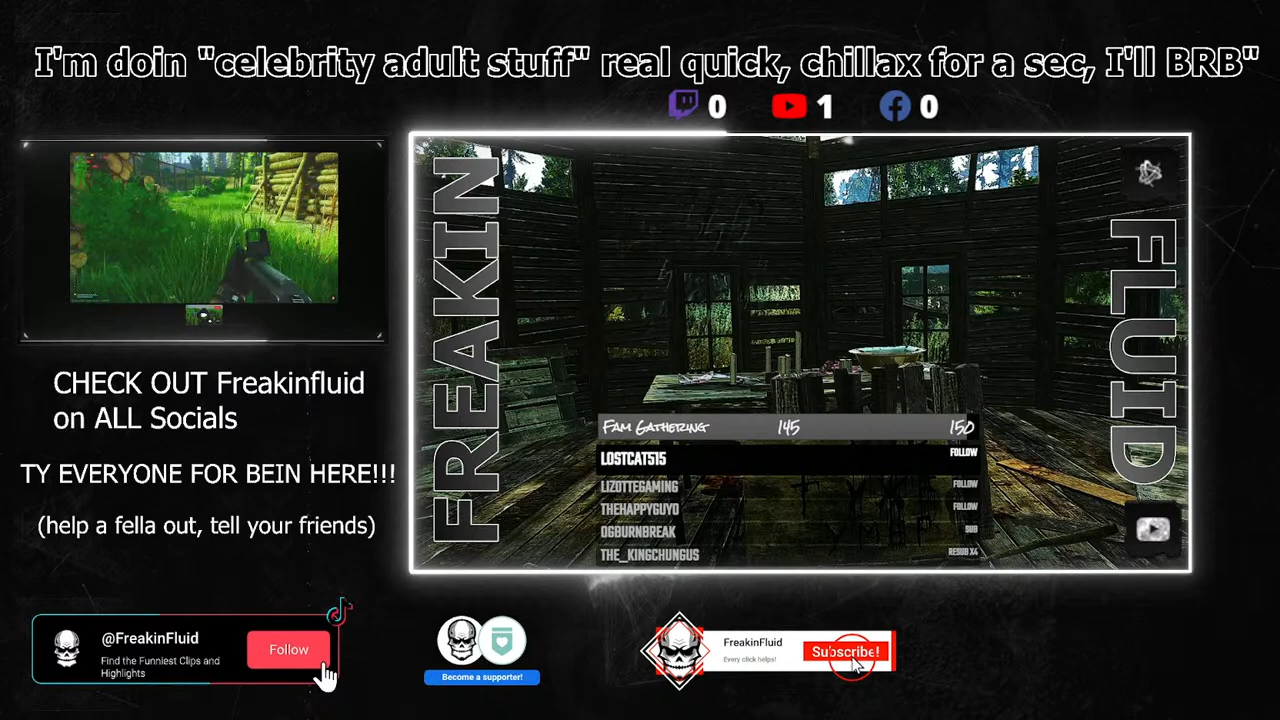 I'm doin "celebrity adult stuff" real quick, chillax for a sec, I'll BRB"
0
1
0
FREAKIN
FLUID
CHECK OUT Freakinfluid
on ALL Socials
TY EVERYONE FOR BEIN HERE!!!
(help a fella out, tell your friends)
Fam Gathering 145 150
LOSTCAT515 FOLLOW
LIZOTTEGAMING FOLLOW
THEHAPPYGUYO FOLLOW
OGBURNBREAK SUB
THE_KINGCHUNGUS RESUB X4
@FreakinFluid
Find the Funniest Clips and
Highlights
Follow
Become a supporter!
FreakinFluid
Every click helps!
Subscribe!